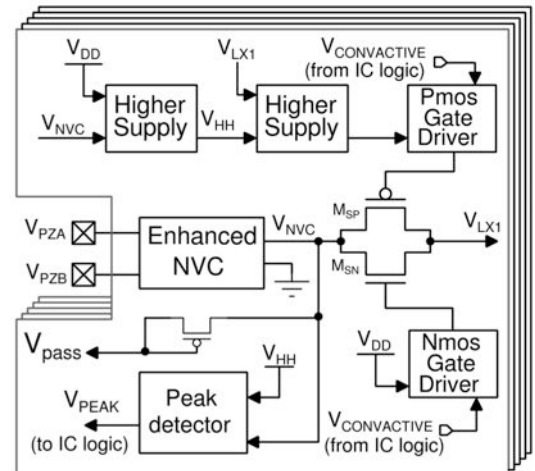 V_DD
V_LX1
V_CONVACTIVE
(from IC logic)
V_NVC
Higher
Supply
V_HH
Higher
Supply
Pmos
Gate
Driver
V_PZA
V_PZB
Enhanced
NVC
V_NVC
M_SP
M_SN
V_LX1
V_pass
V_HH
V_DD
Nmos
Gate
Driver
V_PEAK
(to IC logic)
Peak
detector
V_CONVACTIVE
(from IC logic)